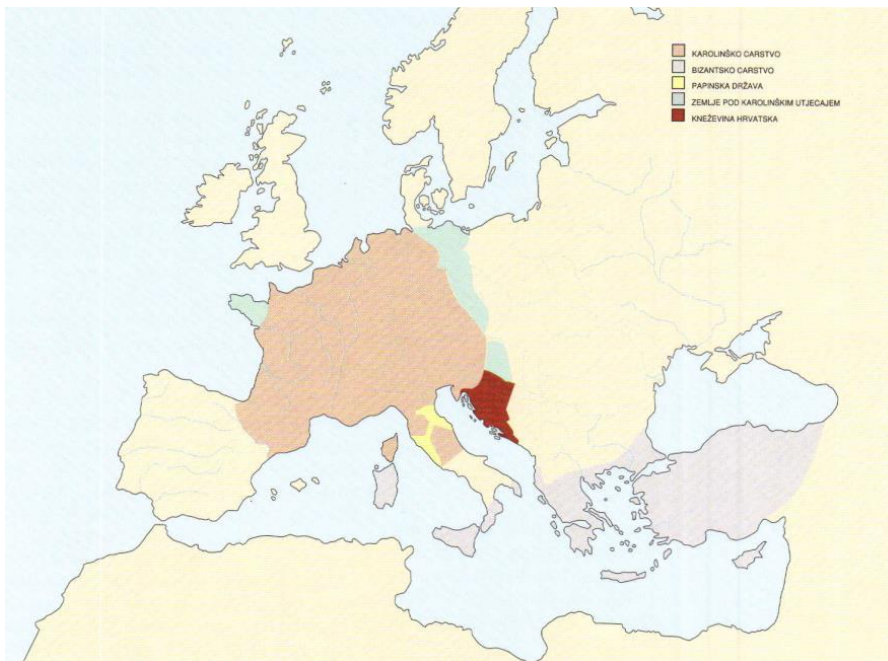 KAROLINŠKO CARSTVO
BIZANTSKO CARSTVO
PAPINSKA DRŽAVA
ZEMLJE POD KAROLINŠKIM UTJECAJEM
KNEŽEVINA HRVATSKA